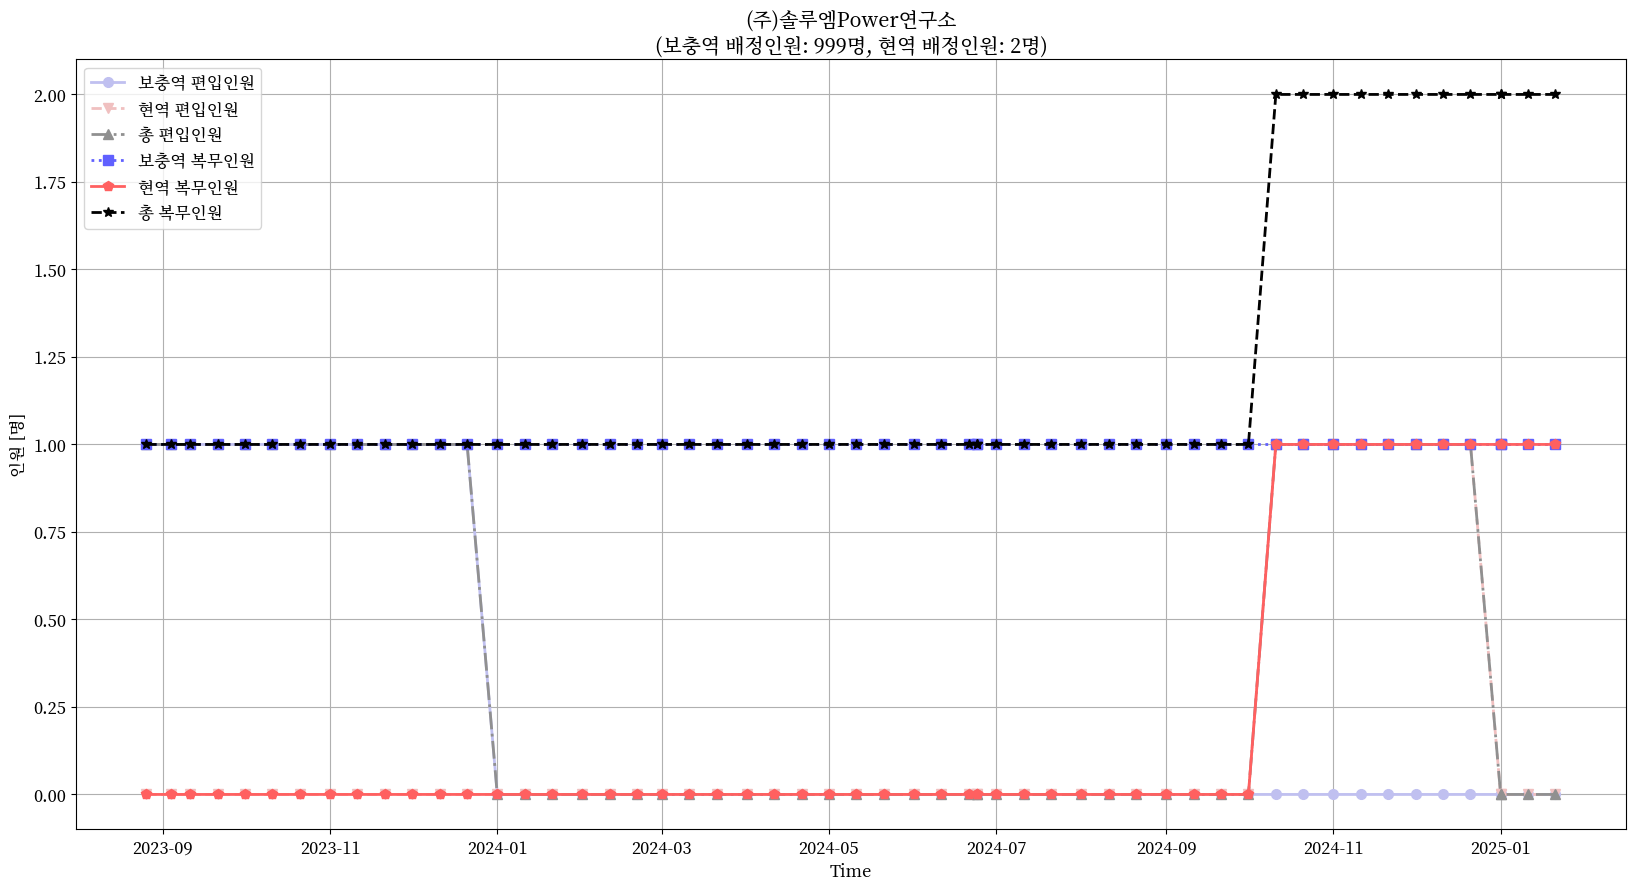 (주)솔루엠Power연구소
(보충역 배정인원: 999명, 현역 배정인원: 2명)
보충역 편입인원
현역 편입인원
총 편입인원
보충역 복무인원
현역 복무인원
총 복무인원
인원 [명]
2.00
1.75
1.50
1.25
1.00
0.75
0.50
0.25
0.00
2023-09
2023-11
2024-01
2024-03
2024-05
2024-07
2024-09
2024-11
2025-01
Time